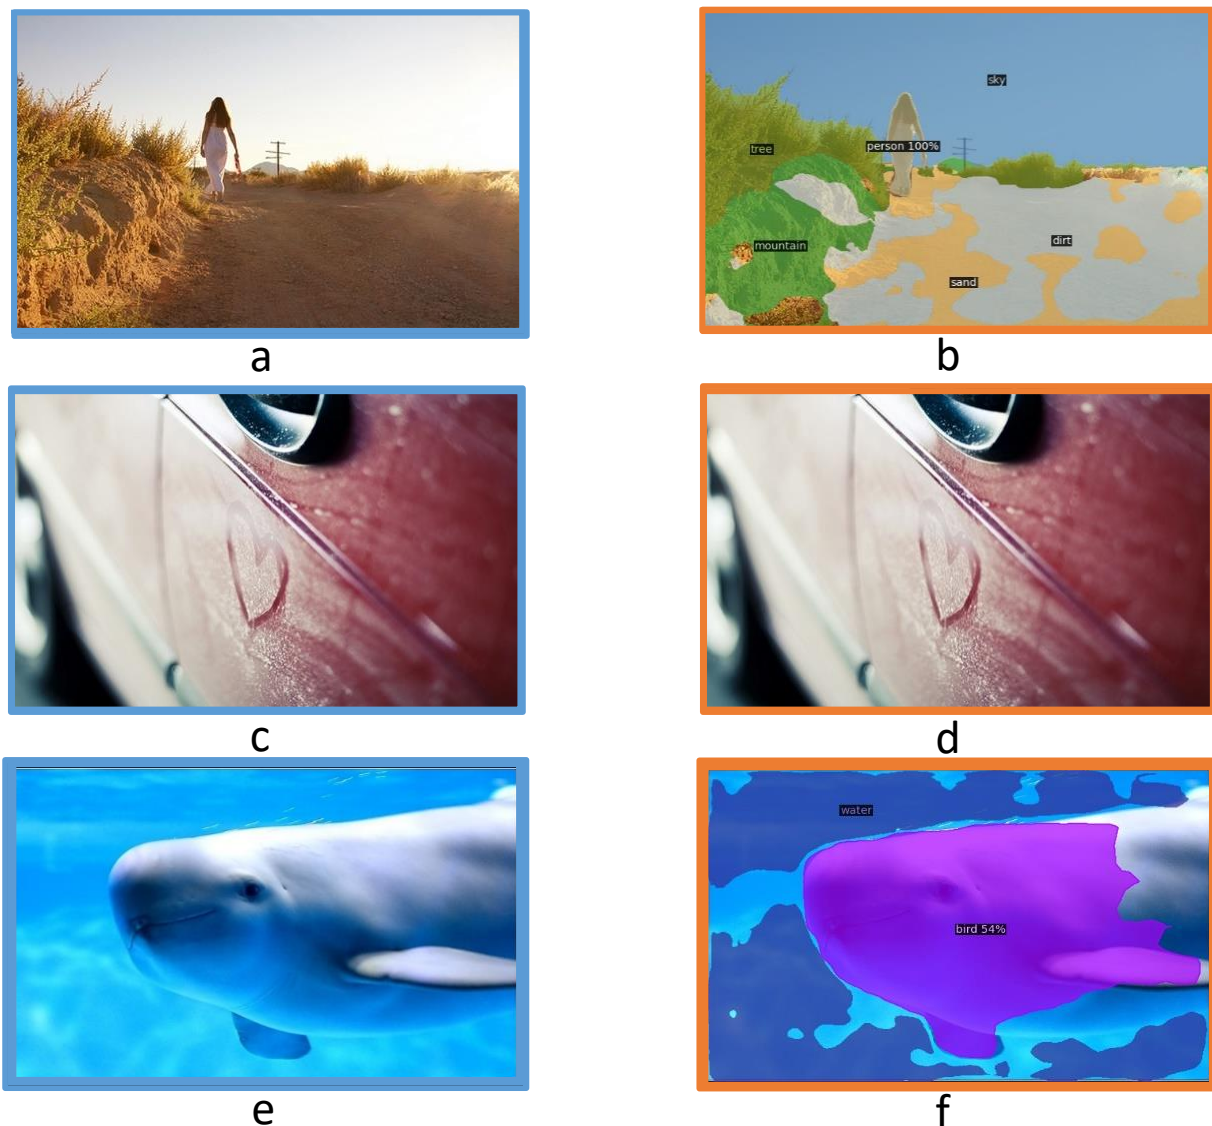 sky
tree
person 100%
mountain
dirt
sand
a
b
c
d
water
bird 54%
e
f